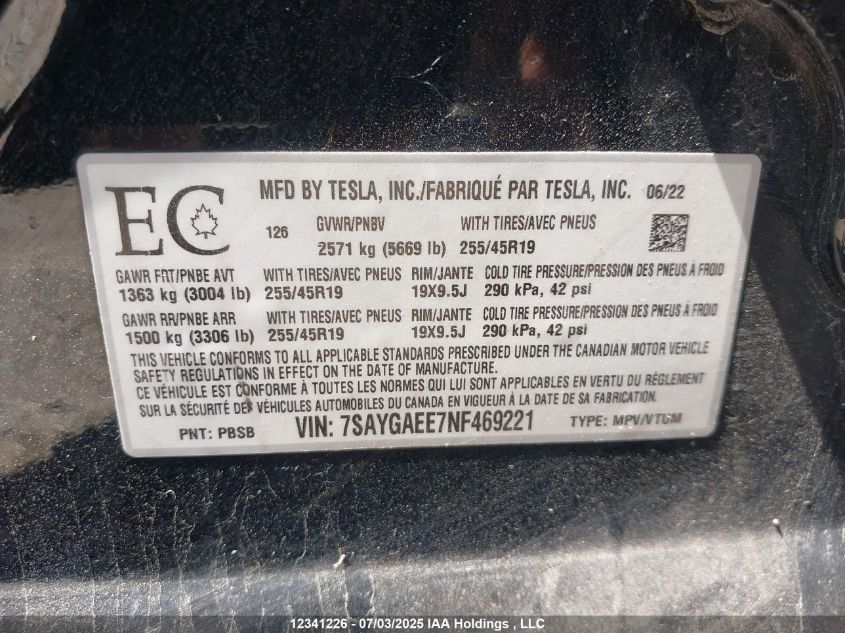 EC
MFD BY TESLA, INC./FABRIQUÉ PAR TESLA, INC. 06/22
126 GVWR/PNBV WITH TIRES/AVEC PNEUS
2571 kg (5669 lb) 255/45R19
GAWR FRT/PNBE AVT WITH TIRES/AVEC PNEUS RIM/JANTE COLD TIRE PRESSURE/PRESSION DES PNEUS À FROID
1363 kg (3004 lb) 255/45R19 19X9.5J 290 kPa, 42 psi
GAWR RR/PNBE ARR WITH TIRES/AVEC PNEUS RIM/JANTE COLD TIRE PRESSURE/PRESSION DES PNEUS À FROID
1500 kg (3306 lb) 255/45R19 19X9.5J 290 kPa, 42 psi
THIS VEHICLE CONFORMS TO ALL APPLICABLE STANDARDS PRESCRIBED UNDER THE CANADIAN MOTOR VEHICLE
SAFETY REGULATIONS IN EFFECT ON THE DATE OF MANUFACTURE.
CE VÉHICULE EST CONFORME À TOUTES LES NORMES QUI LUI SONT APPLICABLES EN VERTU DU RÈGLEMENT
SUR LA SÉCURITÉ DES VÉHICULES AUTOMOBILES DU CANADA EN VIGUEUR À LA DATE DE SA FABRICATION.
PNT: PBSB VIN: 7SAYGAEE7NF469221 TYPE: MPV/VTUM
12341226 - 07/03/2025 IAA Holdings , LLC